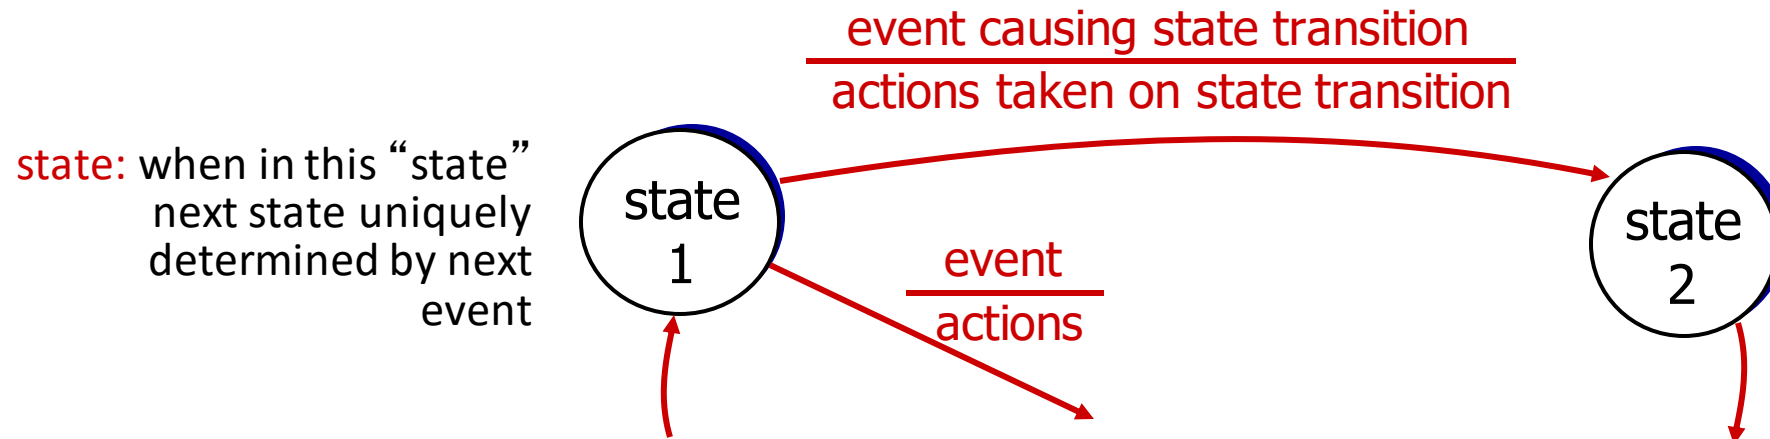 event causing state transition
actions taken on state transition
state: when in this “state”
next state uniquely
determined by next
event
state
1
event
actions
state
2